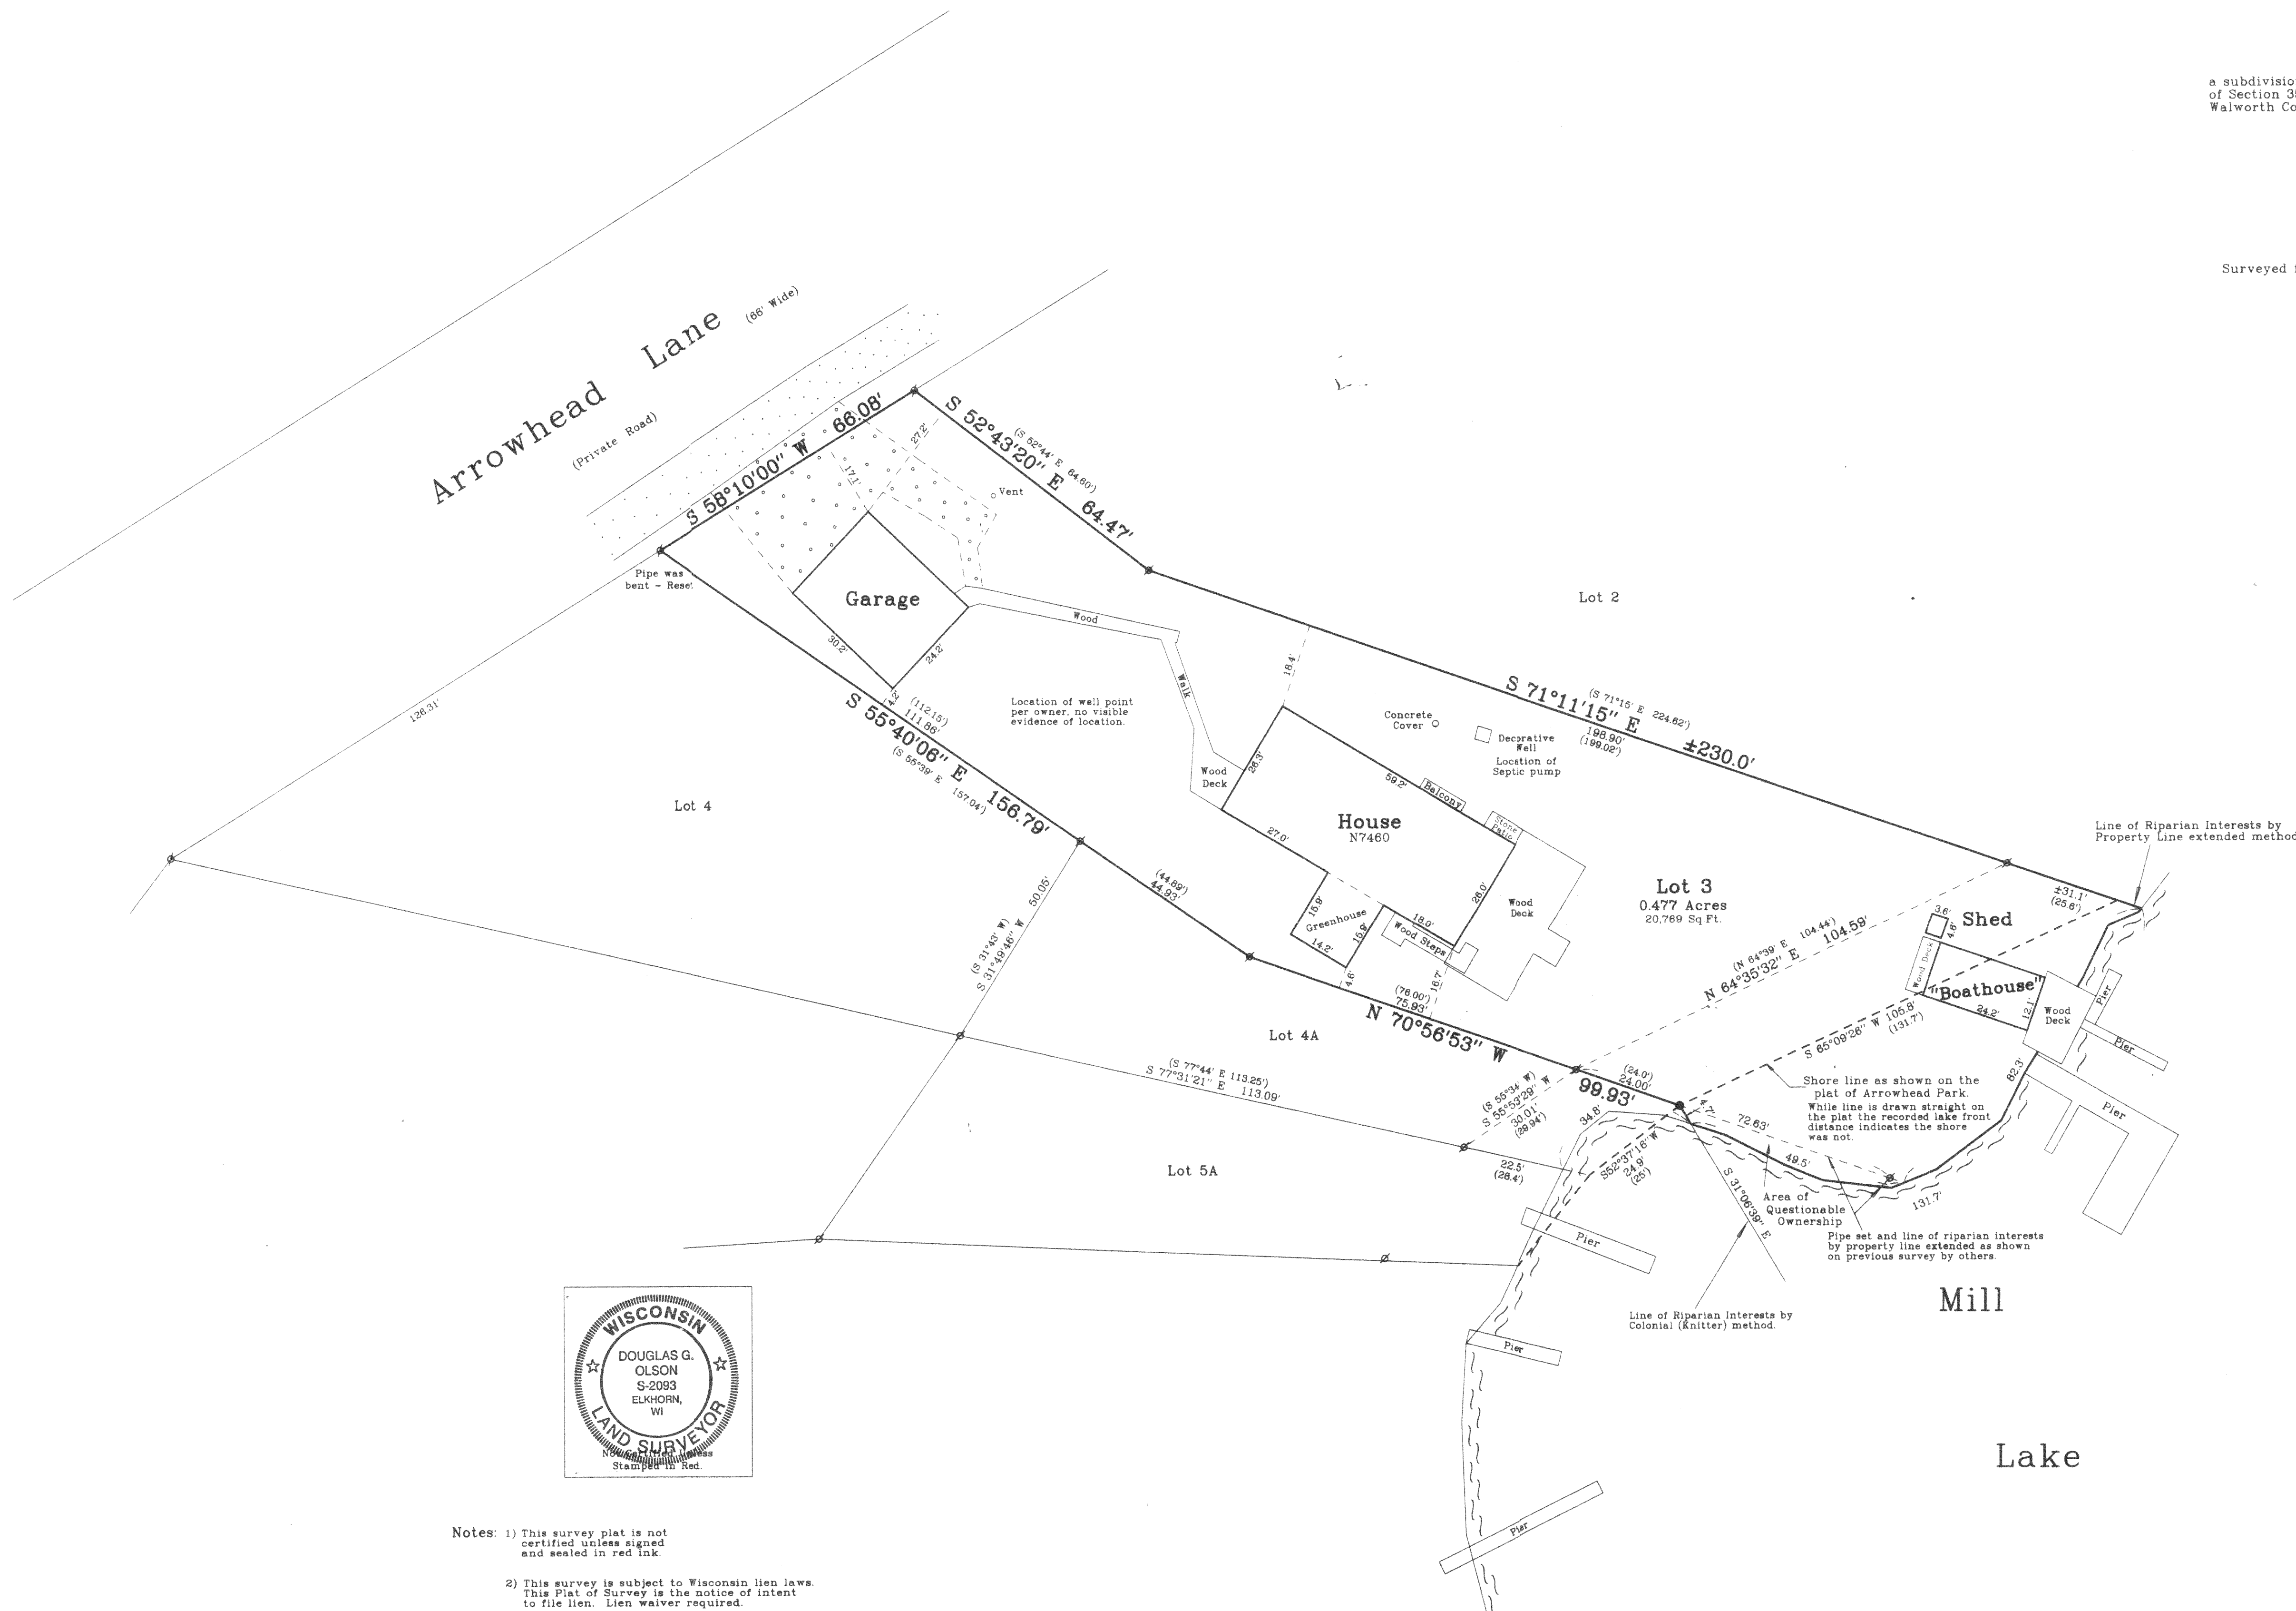 a subdivisio
of Section 3
Walworth Co
Surveyed
Arrowhead Lane (66' Wide)
(Private Road)
S 58°10'00" W 66.08'
S 52°43'20" E 64.47'
(S 52°44' E 64.60')
27.2'
17.1'
Vent
Pipe was
bent - Reset
Garage
30.2'
24.2'
4.2'
Wood
Walk
Lot 2
126.31'
(112.15')
111.86'
S 55°40'06" E 156.79'
(S 55°39' E 157.04')
Location of well point
per owner, no visible
evidence of location.
18.4'
S 71°11'15" E ±230.0'
(S 71°15' E 224.62')
198.90'
(199.02')
Concrete
Cover
Decorative
Well
Location of
Septic pump
Wood
Deck
26.3'
59.2'
Balcony
Stone
Patio
House
N7460
27.0'
26.0'
Wood
Deck
15.9'
Greenhouse
14.2'
15.9'
18.0'
Wood Steps
4.6'
16.7'
Lot 4
(44.89')
44.93'
Lot 3
0.477 Acres
20,769 Sq Ft.
Line of Riparian Interests by
Property Line extended method
±31.1'
(25.6')
3.6'
4.6'
Shed
Wood Deck
"Boathouse"
24.2'
12.1'
Wood
Deck
Pier
Pier
Pier
82.3'
(N 64°39' E 104.44')
N 64°35'32" E 104.59'
S 65°09'26" W 105.8'
(131.7')
(S 31°43' W)
S 31°49'46" W 50.05'
(76.00')
75.93'
N 70°56'53" W 99.93'
Lot 4A
(S 77°44' E 113.25')
S 77°31'21" E 113.09'
(S 55°34' W)
S 55°53'29" W
30.01'
(29.94')
(24.0')
24.00'
34.8'
4.7'
72.63'
49.5'
131.7'
Shore line as shown on the
plat of Arrowhead Park.
While line is drawn straight on
the plat the recorded lake front
distance indicates the shore
was not.
Lot 5A
22.5'
(28.4')
S52°37'16"W
24.9'
(25')
S 31°06'39" E
Area of
Questionable
Ownership
Pipe set and line of riparian interests
by property line extended as shown
on previous survey by others.
Pier
Line of Riparian Interests by
Colonial (Knitter) method.
Mill
Lake
Pier
Pier
WISCONSIN
DOUGLAS G.
OLSON
S-2093
ELKHORN,
WI
LAND SURVEYOR
Not Certified Unless
Stamped in Red.
Notes: 1) This survey plat is not
certified unless signed
and sealed in red ink.
2) This survey is subject to Wisconsin lien laws.
This Plat of Survey is the notice of intent
to file lien. Lien waiver required.